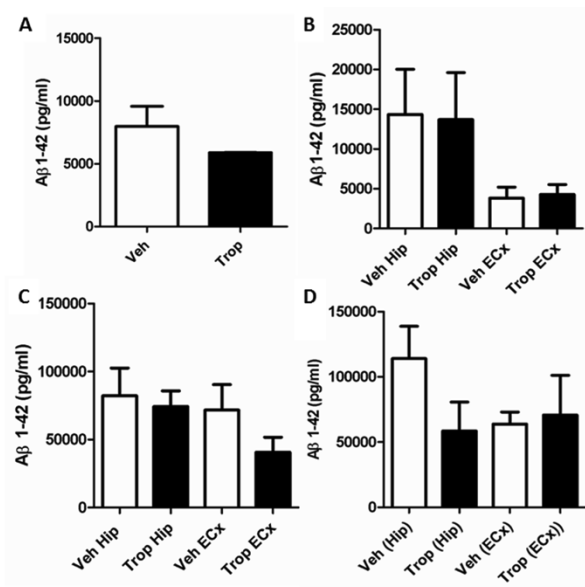 A
Aβ1-42 (pg/ml)
15000
10000
5000
0
Veh
Trop
B
Aβ1-42 (pg/ml)
25000
20000
15000
10000
5000
0
Veh Hip
Trop Hip
Veh ECx
Trop ECx
C
Aβ 1-42 (pg/ml)
150000
100000
50000
0
Veh Hip
Trop Hip
Veh ECx
Trop ECx
D
Aβ 1-42 (pg/ml)
150000
100000
50000
0
Veh (Hip)
Trop (Hip)
Veh (ECx)
Trop (ECx))